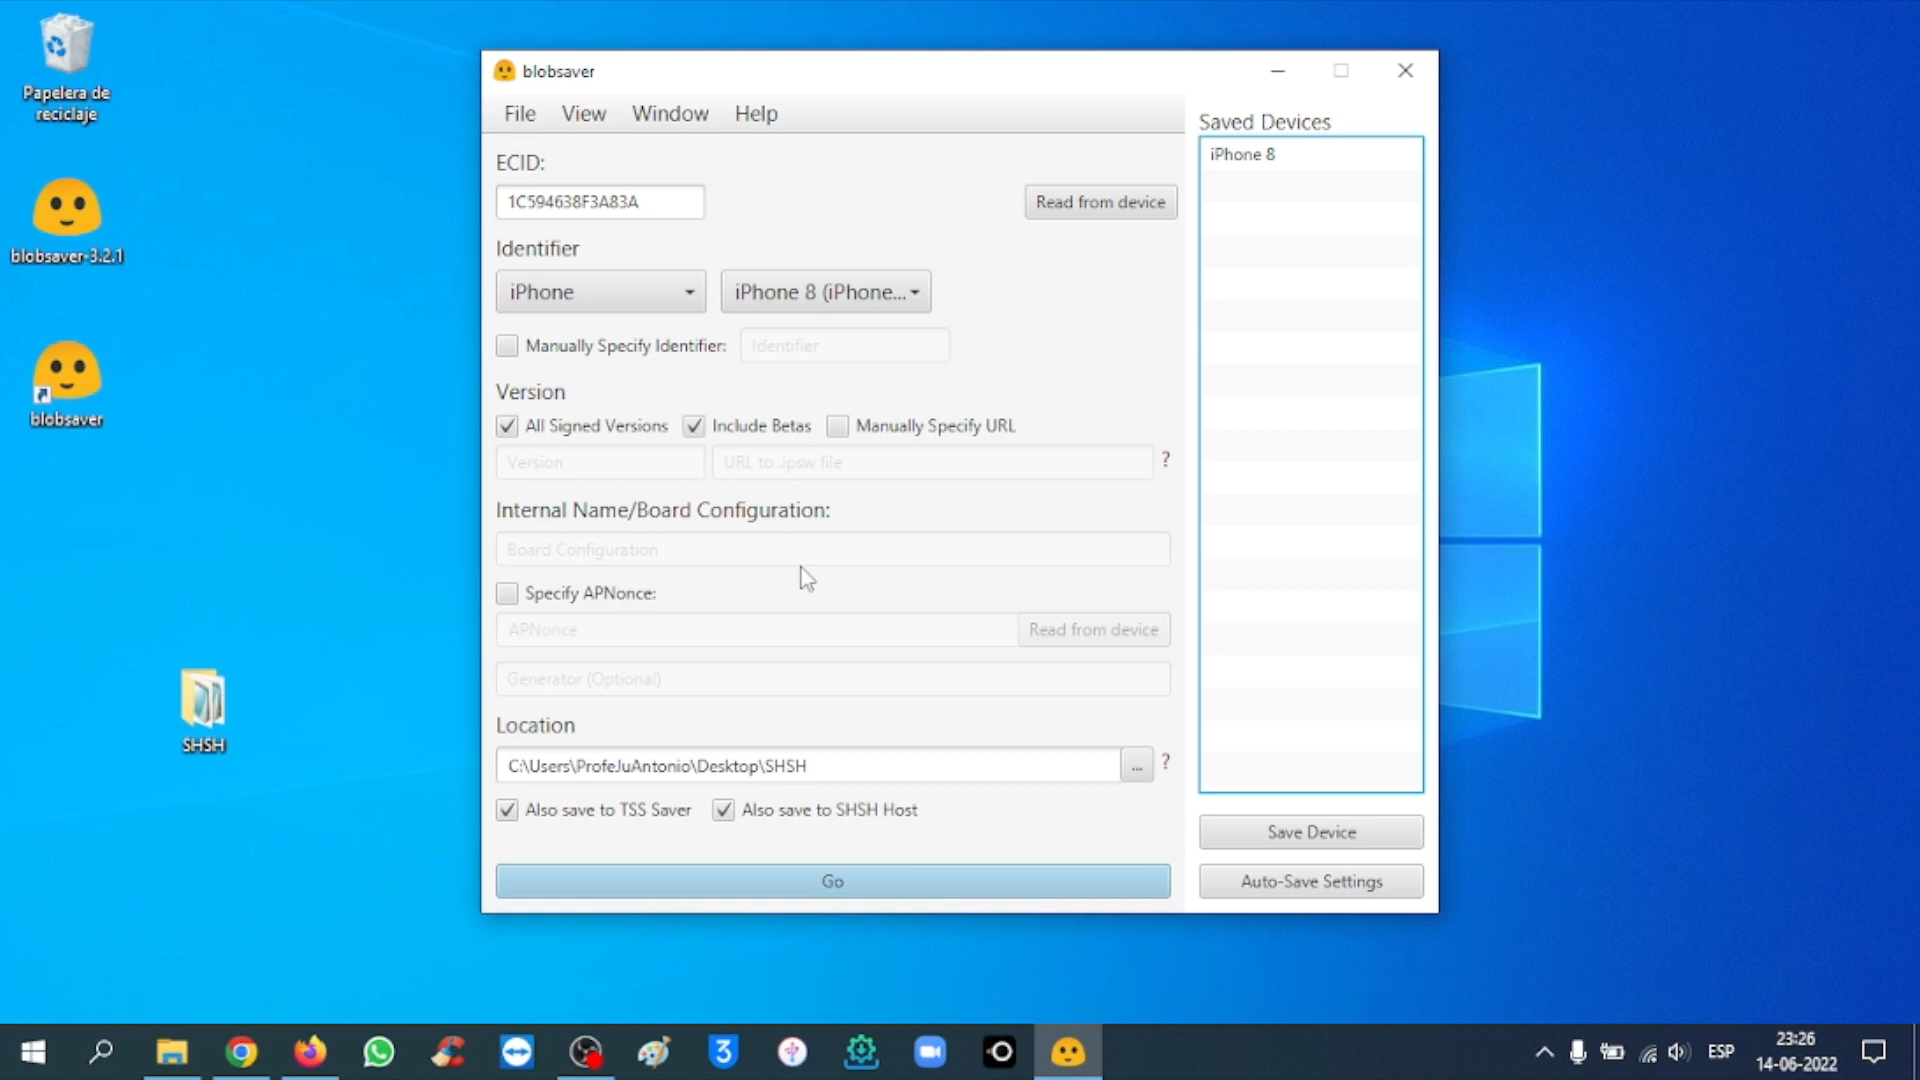 Papelera de
reciclaje
blobsaver-3.2.1
blobsaver
SHSH
blobsaver
File View Window Help
ECID:
1C594638F3A83A
Read from device
Identifier
iPhone
iPhone 8 (iPhone...
Manually Specify Identifier:
Identifier
Version
All Signed Versions
Include Betas
Manually Specify URL
Version
URL to .ipsw file
?
Internal Name/Board Configuration:
Board Configuration
Specify APNonce:
APNonce
Read from device
Generator (Optional)
Location
C:\Users\ProfeJuAntonio\Desktop\SHSH
...
?
Also save to TSS Saver
Also save to SHSH Host
Go
Saved Devices
iPhone 8
Save Device
Auto-Save Settings
3
ESP
23:26
14-06-2022